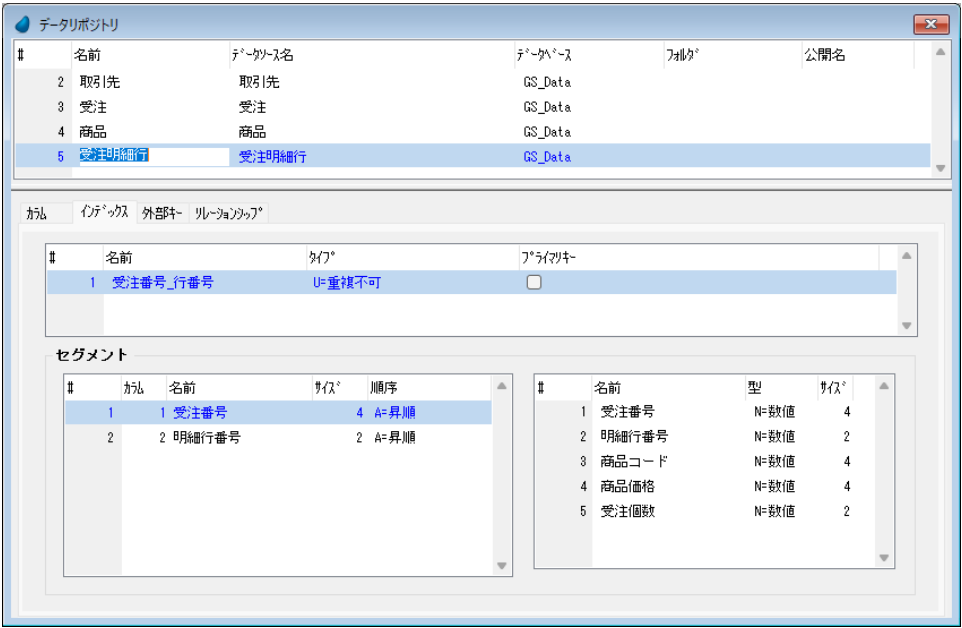 データリポジトリ
# 名前 データソース名 データベース フォルダ 公開名
2 取引先 取引先 GS_Data
3 受注 受注 GS_Data
4 商品 商品 GS_Data
5 受注明細行 受注明細行 GS_Data
カラム インデックス 外部キー リレーションシップ
# 名前 タイプ プライマリキー
1 受注番号_行番号 U=重複不可
セグメント
# カラム 名前 サイズ 順序
1 1 受注番号 4 A=昇順
2 2 明細行番号 2 A=昇順
# 名前 型 サイズ
1 受注番号 N=数値 4
2 明細行番号 N=数値 2
3 商品コード N=数値 4
4 商品価格 N=数値 4
5 受注個数 N=数値 2